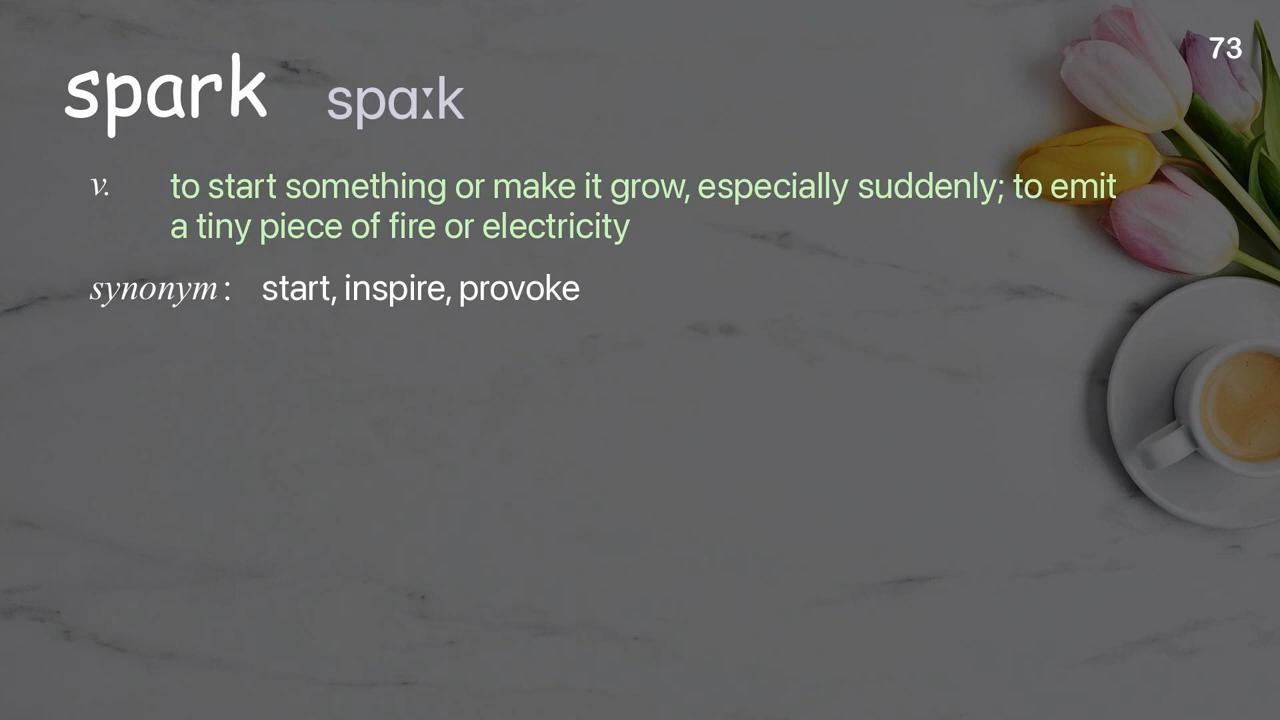 73
spark spɑːk
v. to start something or make it grow, especially suddenly; to emit
a tiny piece of fire or electricity
synonym : start, inspire, provoke